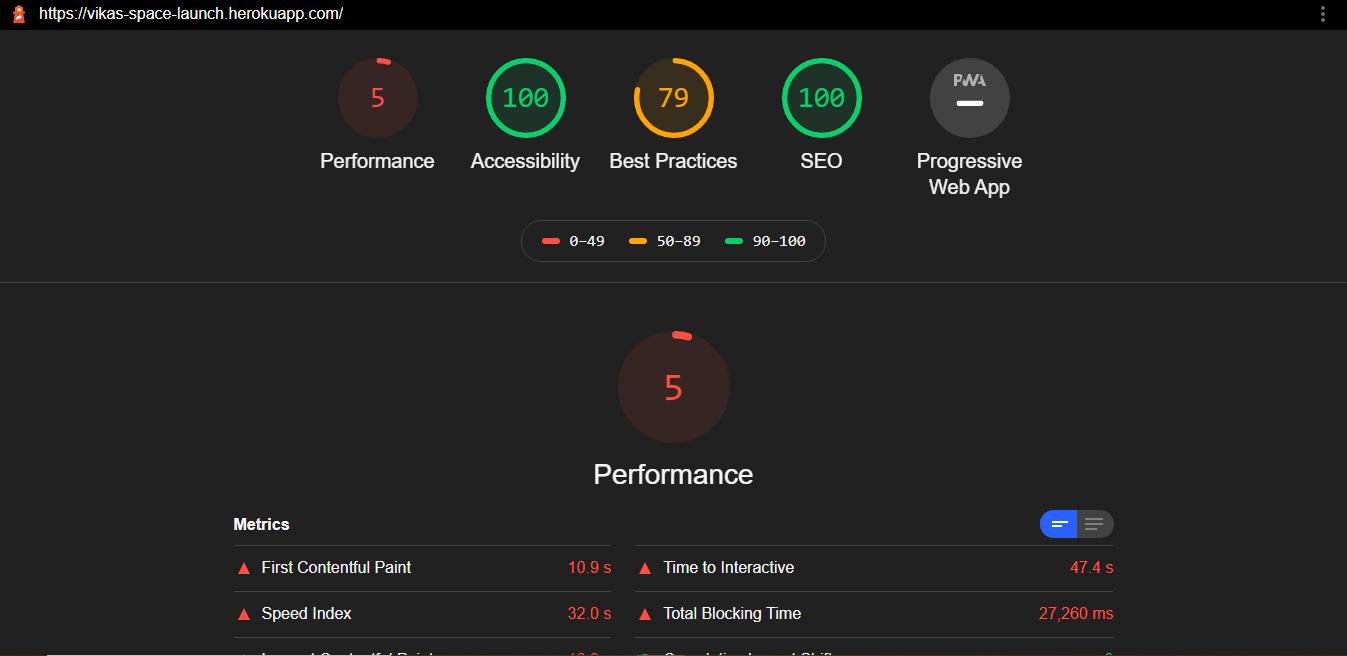 https://vikas-space-launch.herokuapp.com/
5 100 79 100 PWA
Performance Accessibility Best Practices SEO Progressive
Web App
0–49 50–89 90–100
5
Performance
Metrics
First Contentful Paint 10.9 s Time to Interactive 47.4 s
Speed Index 32.0 s Total Blocking Time 27,260 ms